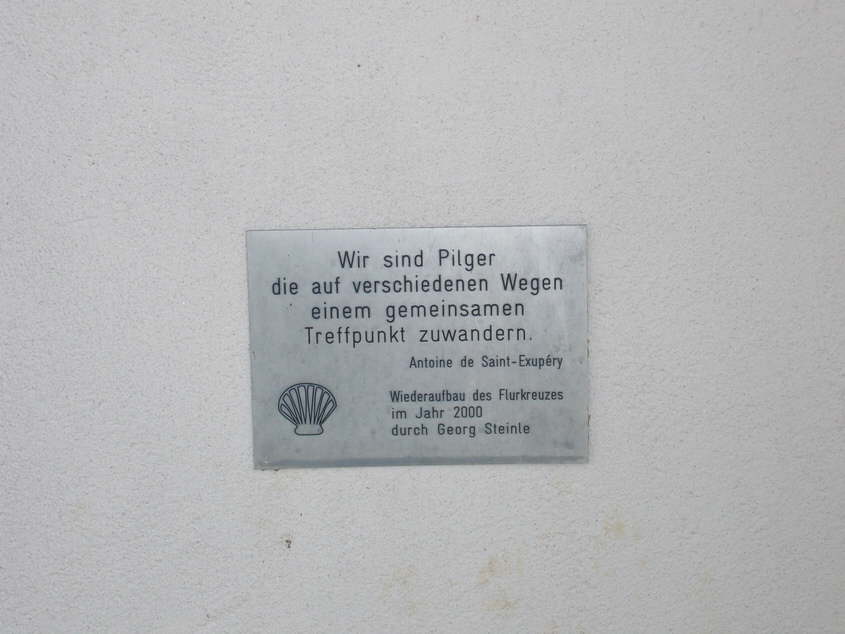 Wir sind Pilger
die auf verschiedenen Wegen
einem gemeinsamen
Treffpunkt zuwandern.
Antoine de Saint-Exupéry
Wiederaufbau des Flurkreuzes
im Jahr 2000
durch Georg Steinle